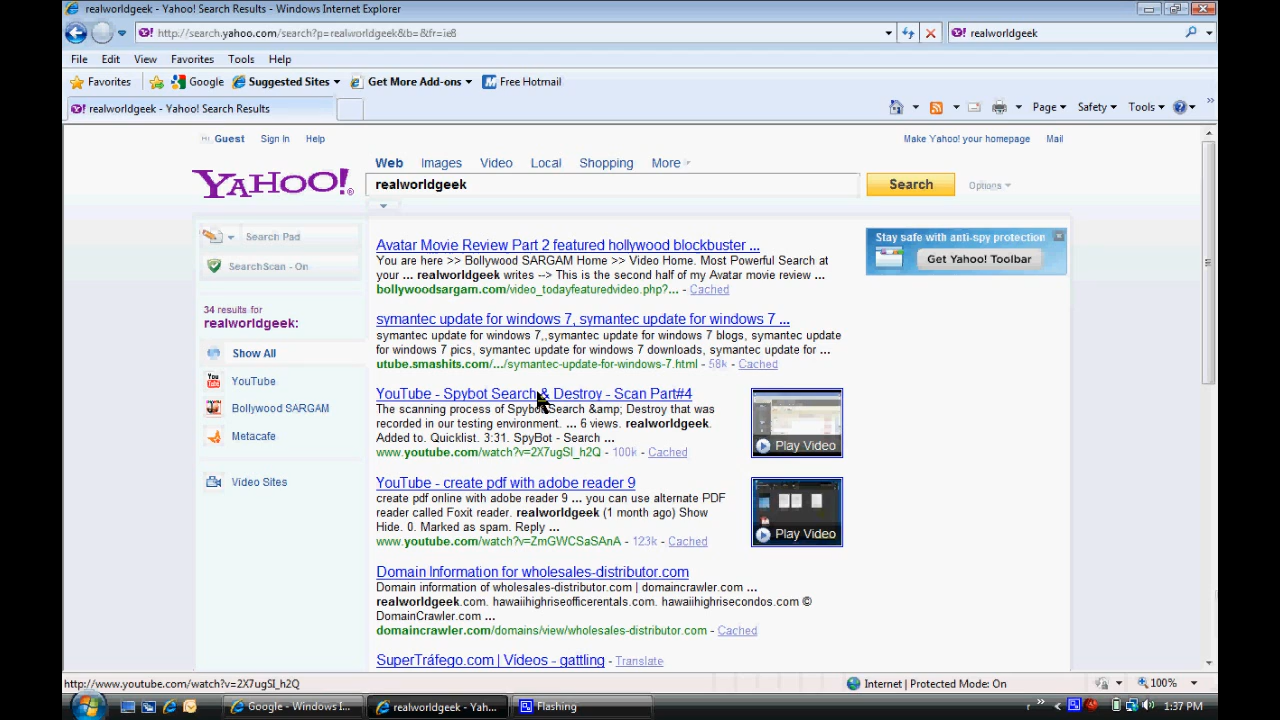 realworldgeek - Yahoo! Search Results - Windows Internet Explorer
http://search.yahoo.com/search?p=realworldgeek&b=&fr=ie8
realworldgeek
File Edit View Favorites Tools Help
Favorites Google Suggested Sites Get More Add-ons Free Hotmail
realworldgeek - Yahoo! Search Results
Page Safety Tools
Hi, Guest Sign In Help
Make Yahoo! your homepage Mail
Web Images Video Local Shopping More
YAHOO!
realworldgeek
Search
Options
Search Pad
SearchScan - On
34 results for
realworldgeek:
Show All
YouTube
Bollywood SARGAM
Metacafe
Video Sites
Avatar Movie Review Part 2 featured hollywood blockbuster ...
You are here >> Bollywood SARGAM Home >> Video Home. Most Powerful Search at
your ... realworldgeek writes --> This is the second half of my Avatar movie review ...
bollywoodsargam.com/video_todayfeaturedvideo.php?... - Cached
symantec update for windows 7, symantec update for windows 7 ...
symantec update for windows 7,,symantec update for windows 7 blogs, symantec update
for windows 7 pics, symantec update for windows 7 downloads, symantec update for ...
utube.smashits.com/.../symantec-update-for-windows-7.html - 58k - Cached
YouTube - Spybot Search & Destroy - Scan Part#4
The scanning process of Spybot Search &amp; Destroy that was
recorded in our testing environment. ... 6 views. realworldgeek.
Added to. Quicklist. 3:31. SpyBot - Search ...
www.youtube.com/watch?v=2X7ugSI_h2Q - 100k - Cached
Play Video
YouTube - create pdf with adobe reader 9
create pdf online with adobe reader 9 ... you can use alternate PDF
reader called Foxit reader. realworldgeek (1 month ago) Show
Hide. 0. Marked as spam. Reply ...
www.youtube.com/watch?v=ZmGWCSaSAnA - 123k - Cached
Play Video
Domain Information for wholesales-distributor.com
Domain information of wholesales-distributor.com | domaincrawler.com ...
realworldgeek.com. hawaiihighriseofficerentals.com. hawaiihighrisecondos.com ©
DomainCrawler.com ...
domaincrawler.com/domains/view/wholesales-distributor.com - Cached
SuperTráfego.com | Videos - gattling - Translate
Stay safe with anti-spy protection
Get Yahoo! Toolbar
http://www.youtube.com/watch?v=2X7ugSI_h2Q
Internet | Protected Mode: On
100%
Google - Windows I...
realworldgeek - Yah...
Flashing
1:37 PM